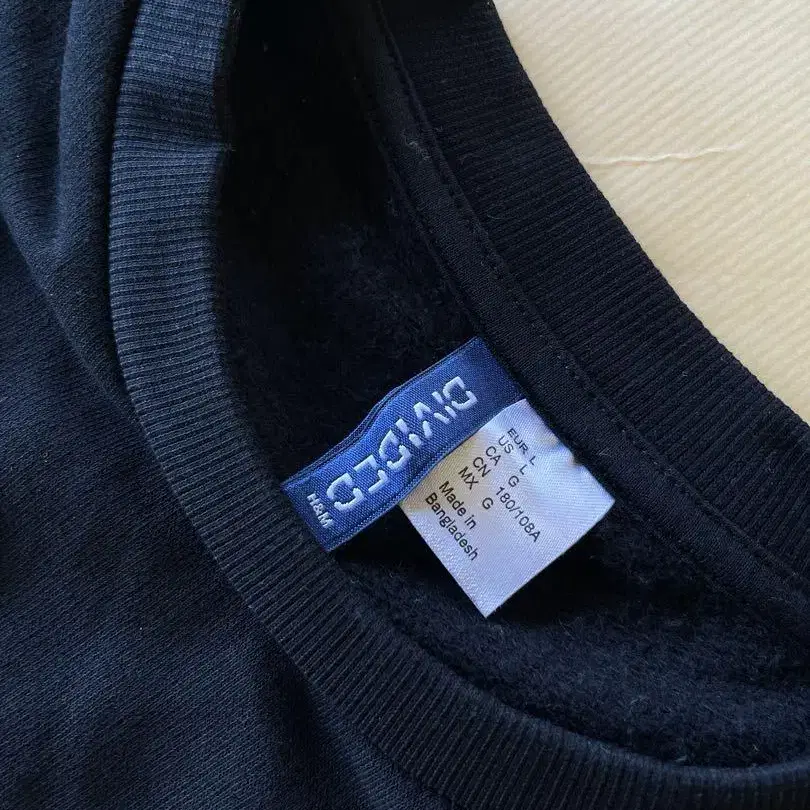 DIVIDED
H&M
EUR L
US L
CA G
CN 180/108A
MX G
Made in
Bangladesh